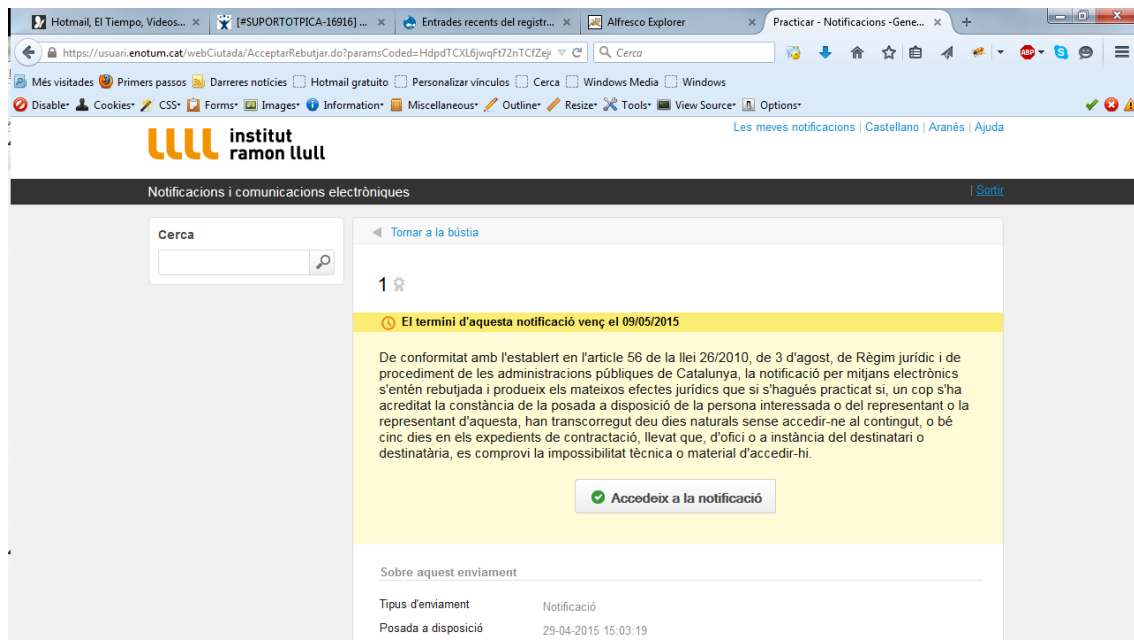 Hotmail, El Tiempo, Videos...
[#SUPORTOTPICA-16916] ...
Entrades recents del registr...
Alfresco Explorer
Practicar - Notificacions -Gene...
https://usuari.enotum.cat/webCiutada/AcceptarRebutjar.do?
Cerca
ABP
Més visitades Primers passos Darreres notícies Hotmail gratuito Personalizar vínculos Cerca Windows Media Windows
Disable Cookies CSS Forms Images Information Miscellaneous Outline Resize Tools View Source Options
institut
ramon llull
Les meves notificacions | Castellano | Aranès | Ajuda
Notificacions i comunicacions electròniques
| Sortir
Cerca
Tornar a la bústia
1
El termini d'aquesta notificació venç el 09/05/2015
De conformitat amb l'establert en l'article 56 de la llei 26/2010, de 3 d'agost, de Règim jurídic i de
procediment de les administracions públiques de Catalunya, la notificació per mitjans electrònics
s'entén rebutjada i produeix els mateixos efectes jurídics que si s'hagués practicat si, un cop s'ha
acreditat la constància de la posada a disposició de la persona interessada o del representant o la
representant d'aquesta, han transcorregut deu dies naturals sense accedir-ne al contingut, o bé
cinc dies en els expedients de contractació, llevat que, d'ofici o a instància del destinatari o
destinatària, es comprovi la impossibilitat tècnica o material d'accedir-hi.
Accedeix a la notificació
Sobre aquest enviament
Tipus d'enviament Notificació
Posada a disposició 29-04-2015 15:03:19